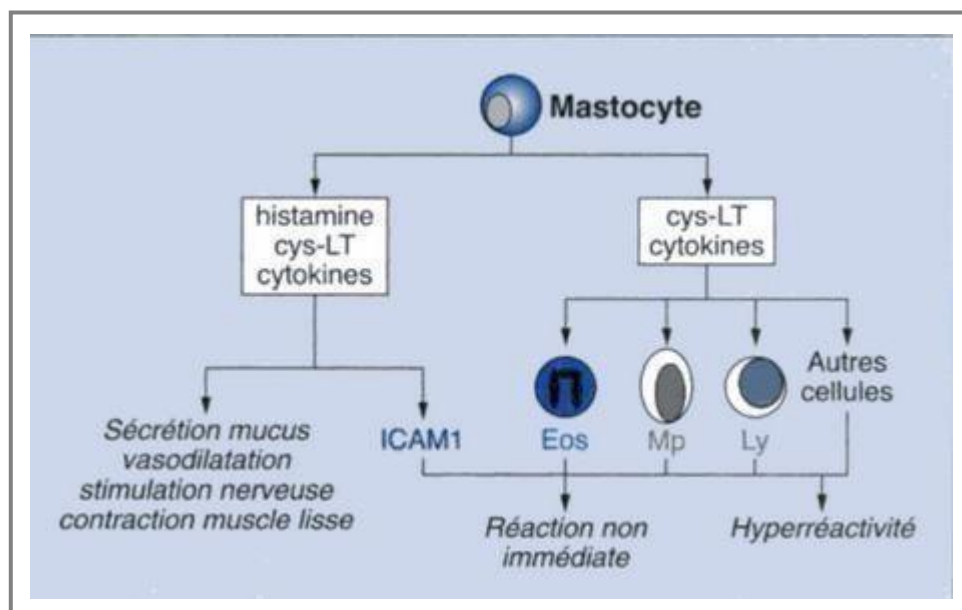 Mastocyte
histamine
cys-LT
cytokines
cys-LT
cytokines
Sécrétion mucus
vasodilatation
stimulation nerveuse
contraction muscle lisse
ICAM1
Eos
Mp
Ly
Autres
cellules
Réaction non
immédiate
Hyperréactivité